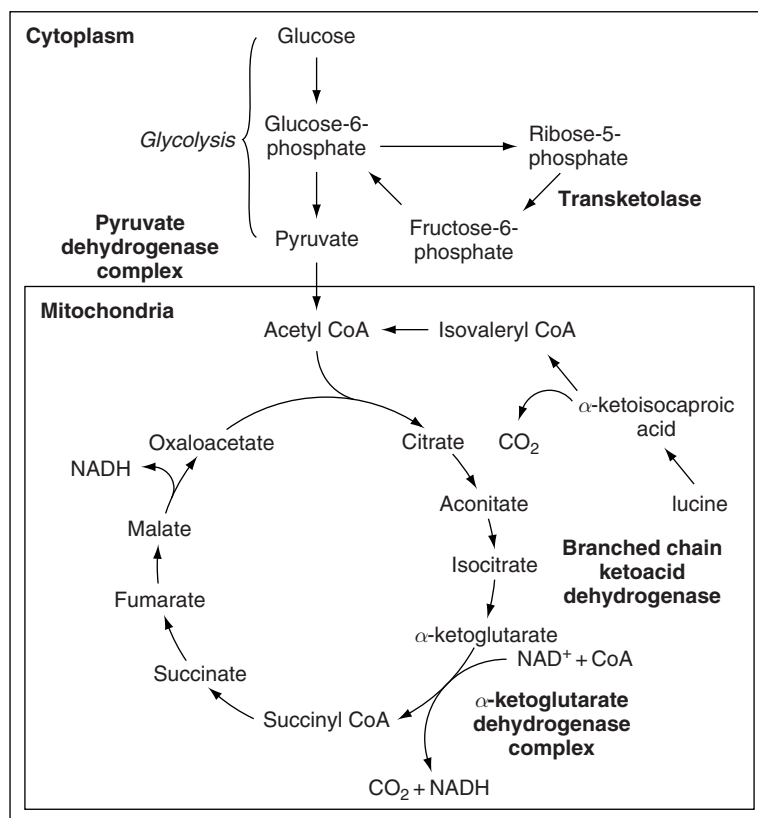 Cytoplasm
Glucose
Glycolysis
Glucose-6-
phosphate
Ribose-5-
phosphate
Transketolase
Fructose-6-
phosphate
Pyruvate
dehydrogenase
complex
Pyruvate
Mitochondria
Acetyl CoA
Isovaleryl CoA
α-ketoisocaproic
acid
CO₂
lucine
Branched chain
ketoacid
dehydrogenase
Oxaloacetate
Citrate
NADH
Aconitate
Malate
Isocitrate
Fumarate
α-ketoglutarate
NAD⁺ + CoA
Succinate
Succinyl CoA
α-ketoglutarate
dehydrogenase
complex
CO₂ + NADH